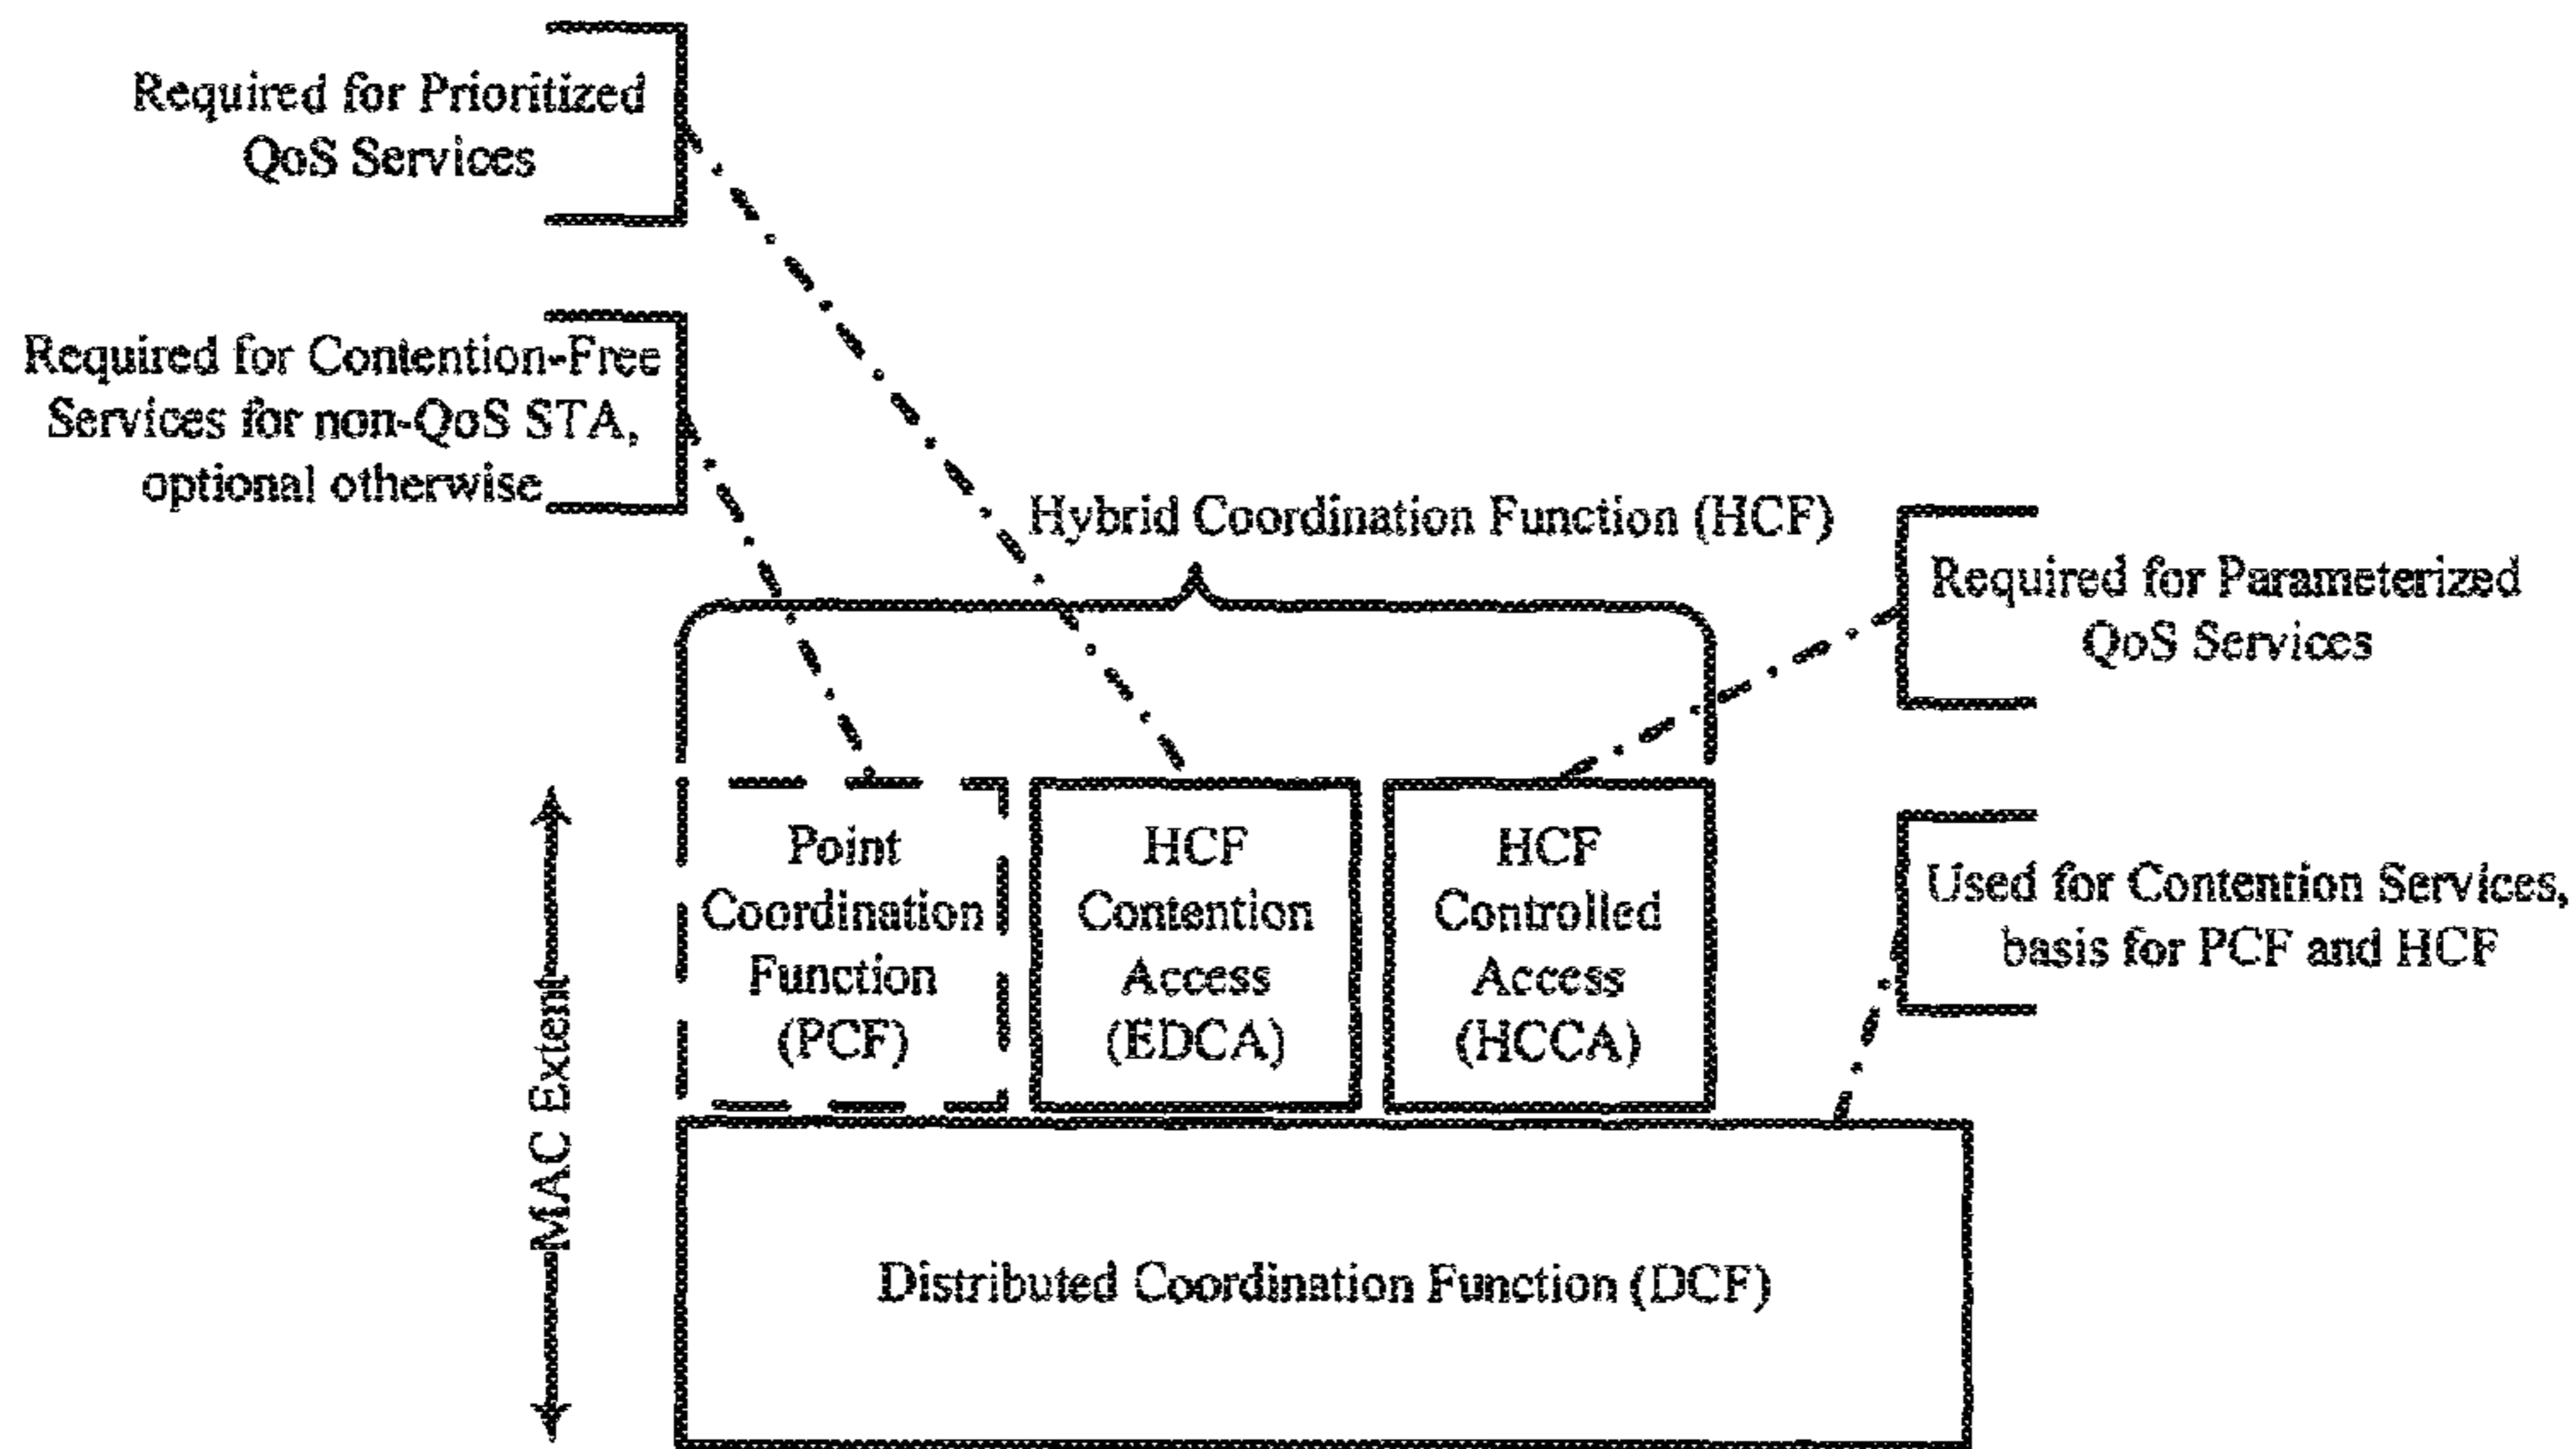 Required for Prioritized
QoS Services
Required for Contention-Free
Services for non-QoS STA,
optional otherwise
Hybrid Coordination Function (HCF)
Required for Parameterized
QoS Services
Point
Coordination
Function
(PCF)
HCF
Contention
Access
(EDCA)
HCF
Controlled
Access
(HCCA)
Used for Contention Services,
basis for PCF and HCF
MAC Extent
Distributed Coordination Function (DCF)